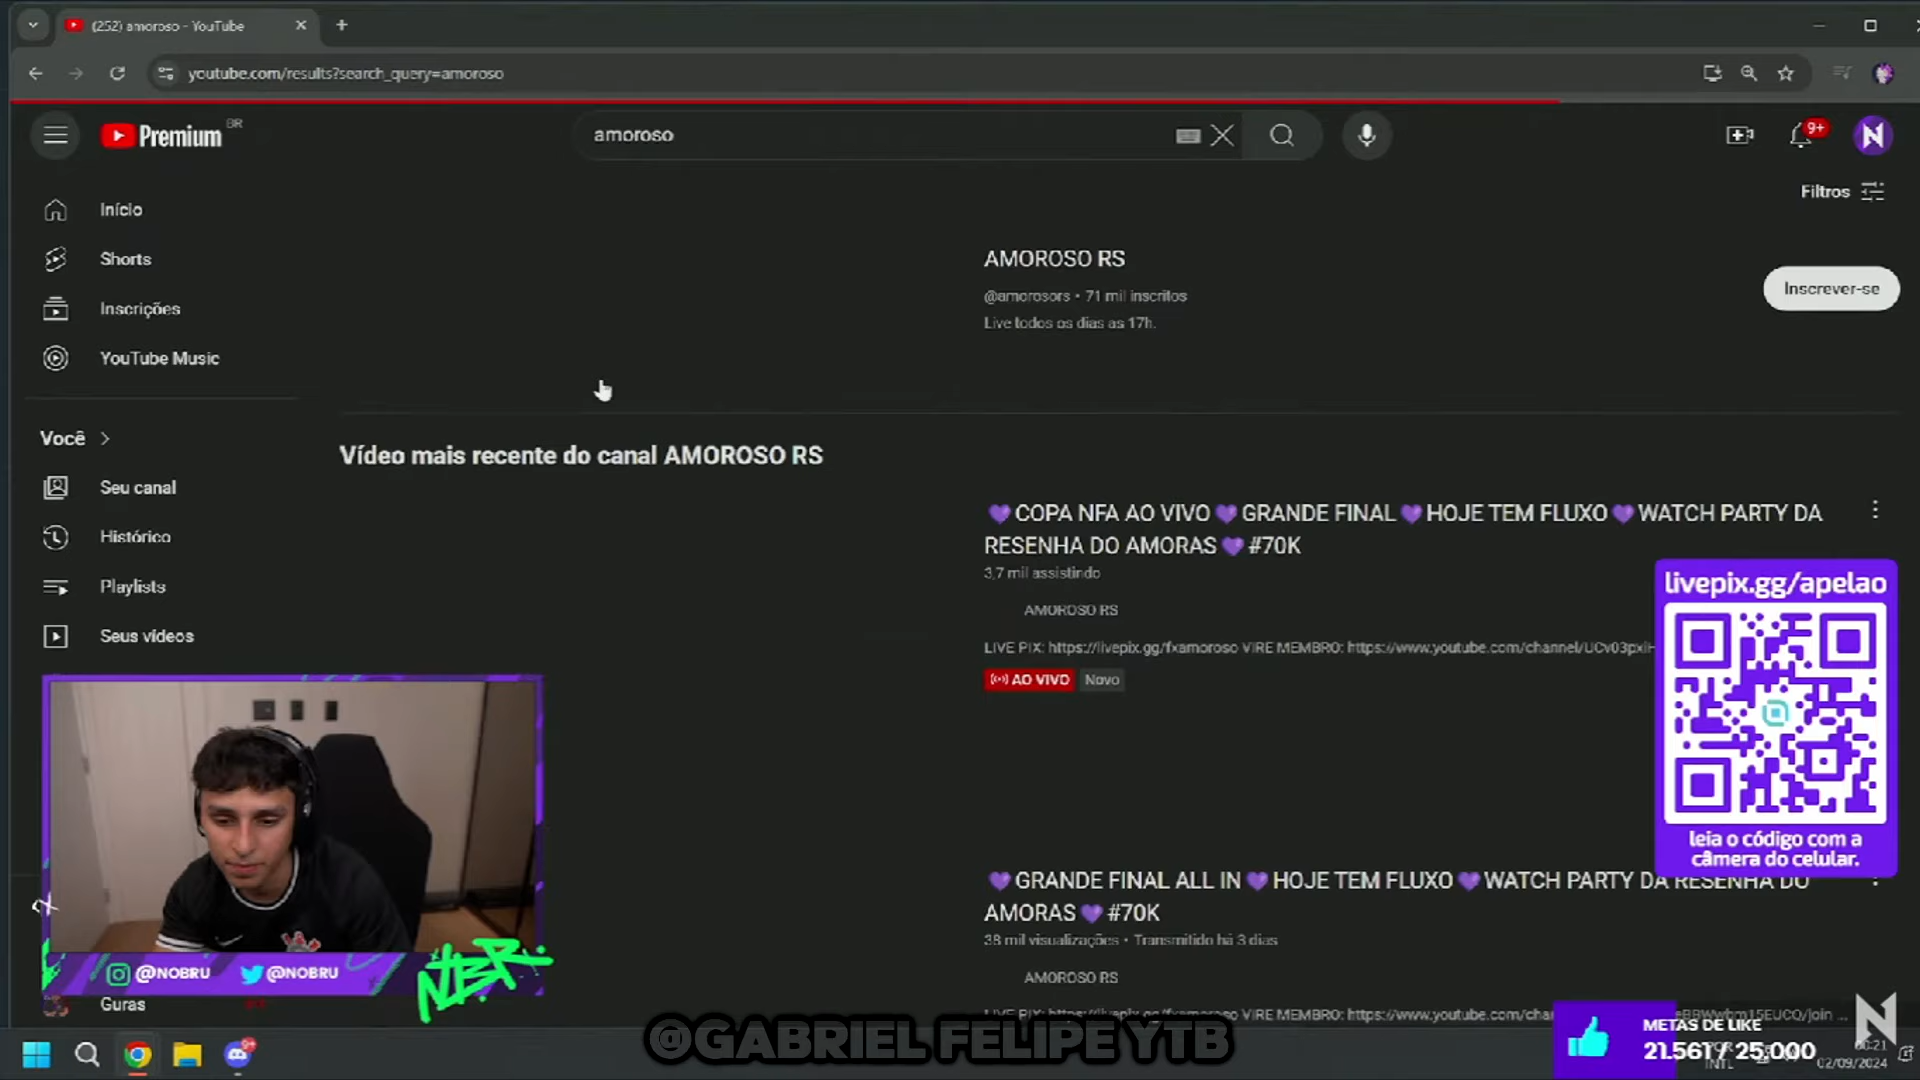 (252) amoroso - YouTube
youtube.com/results?search_query=amoroso
Premium BR
amoroso
9+
Filtros
Início
Shorts
Inscrições
YouTube Music
Você
Seu canal
Histórico
Playlists
Seus vídeos
AMOROSO RS
@amorosors • 71 mil inscritos
Live todos os dias as 17h.
Inscrever-se
Vídeo mais recente do canal AMOROSO RS
💜COPA NFA AO VIVO💜GRANDE FINAL💜HOJE TEM FLUXO💜WATCH PARTY DA
RESENHA DO AMORAS💜#70K
3,7 mil assistindo
AMOROSO RS
LIVE PIX: https://livepix.gg/fxamoroso VIRE MEMBRO: https://www.youtube.com/channel/UCv03pxiH
AO VIVO Novo
livepix.gg/apelao
leia o código com a
câmera do celular.
💜GRANDE FINAL ALL IN💜HOJE TEM FLUXO💜WATCH PARTY DA RESENHA DO
AMORAS💜#70K
38 mil visualizações • Transmitido há 3 dias
AMOROSO RS
@NOBRU @NOBRU
NBR
Guras
@GABRIEL FELIPE YTB
METAS DE LIKE
21.561 / 25.000
00:21
02/09/2024